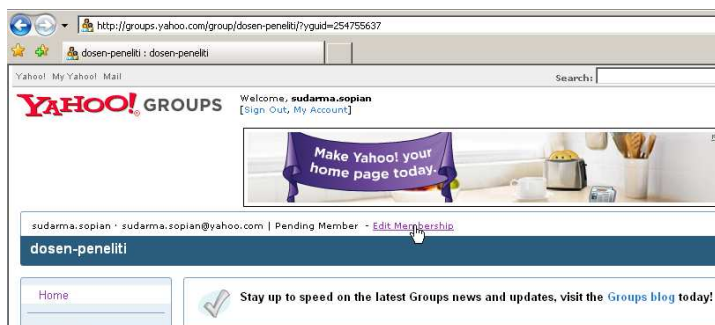 http://groups.yahoo.com/group/dosen-peneliti/?yguid=254755637
dosen-peneliti : dosen-peneliti
Yahoo! My Yahoo! Mail
Search:
YAHOO! GROUPS
Welcome, sudarma.sopian
[Sign Out, My Account]
Make Yahoo! your
home page today.
sudarma.sopian · sudarma.sopian@yahoo.com | Pending Member - Edit Membership
dosen-peneliti
Home
Stay up to speed on the latest Groups news and updates, visit the Groups blog today!